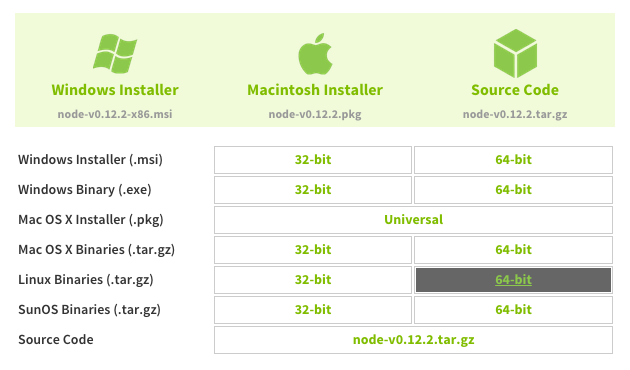 Windows Installer Macintosh Installer Source Code
node-v0.12.2-x86.msi node-v0.12.2.pkg node-v0.12.2.tar.gz
Windows Installer (.msi) 32-bit 64-bit
Windows Binary (.exe) 32-bit 64-bit
Mac OS X Installer (.pkg) Universal
Mac OS X Binaries (.tar.gz) 32-bit 64-bit
Linux Binaries (.tar.gz) 32-bit 64-bit
SunOS Binaries (.tar.gz) 32-bit 64-bit
Source Code node-v0.12.2.tar.gz